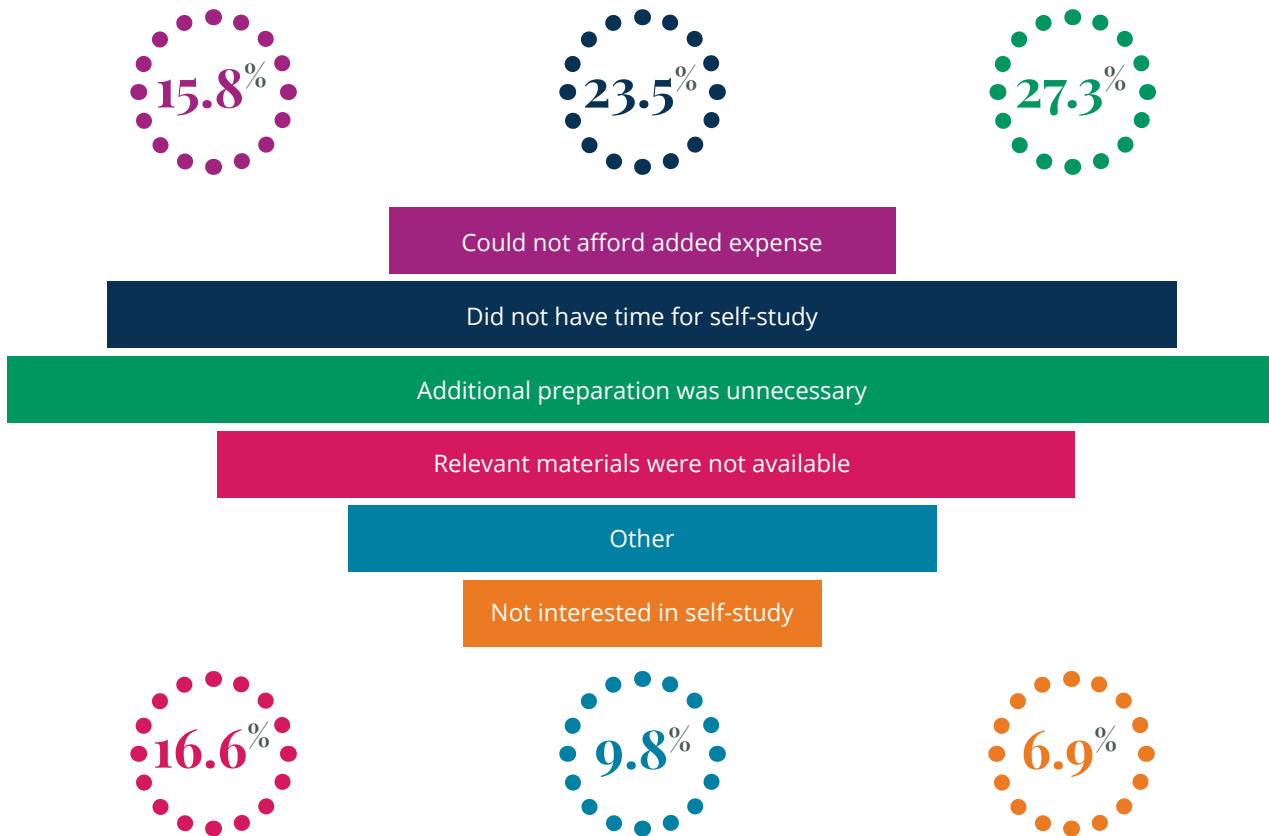 15.8%
23.5%
27.3%
Could not afford added expense
Did not have time for self-study
Additional preparation was unnecessary
Relevant materials were not available
Other
Not interested in self-study
16.6%
9.8%
6.9%